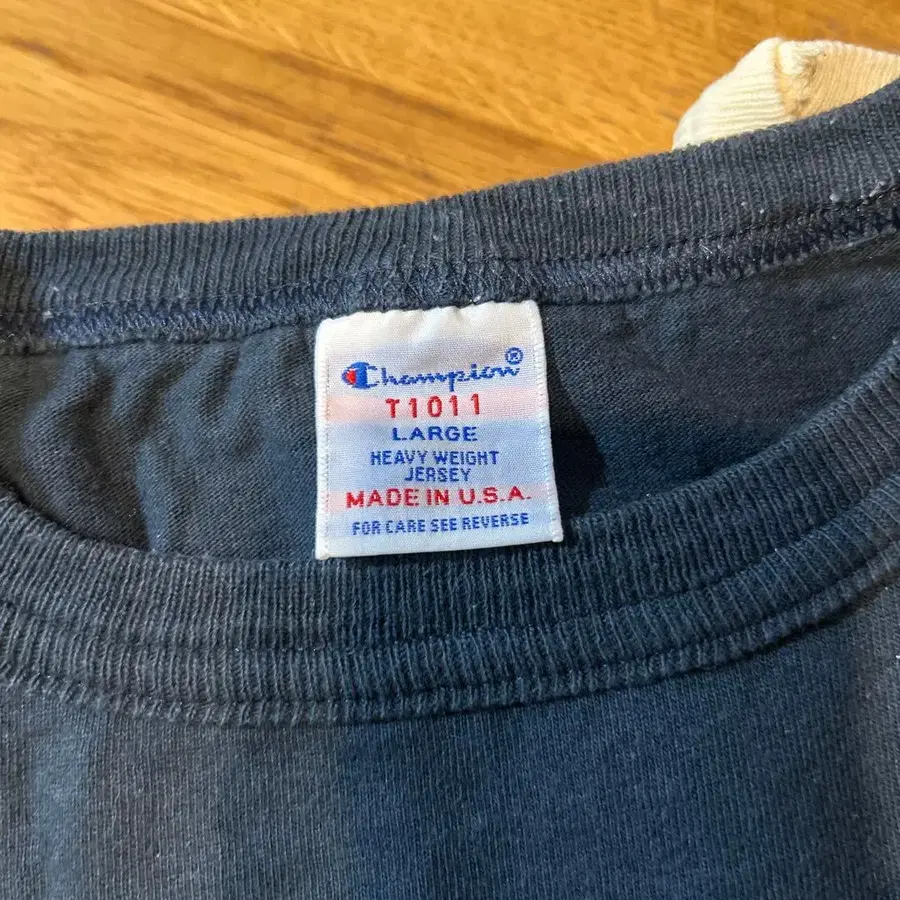 Champion®
T1011
LARGE
HEAVY WEIGHT
JERSEY
MADE IN U.S.A.
FOR CARE SEE REVERSE